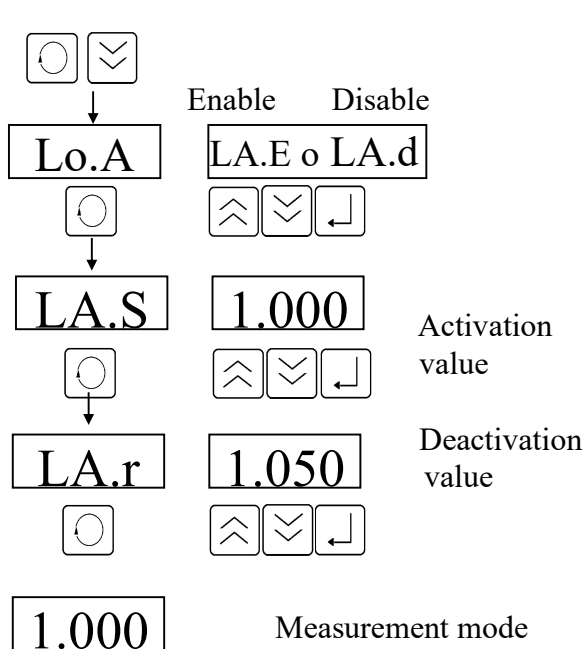 Enable Disable
Lo.A LA.E o LA.d
LA.S 1.000 Activation
value
LA.r 1.050 Deactivation
value
1.000 Measurement mode